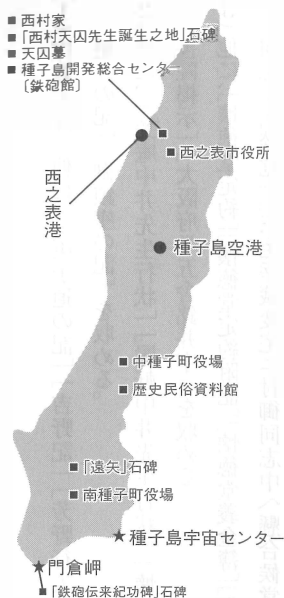 ■ 西村家
■ 「西村天囚先生誕生之地」石碑
■ 天囚墓
■ 種子島開発総合センター
〔鉄砲館〕
■ 西之表市役所
西之表港
● 種子島空港
■ 中種子町役場
■ 歴史民俗資料館
■ 「遠矢」石碑
■ 南種子町役場
★ 種子島宇宙センター
★ 門倉岬
■ 「鉄砲伝来紀功碑」石碑